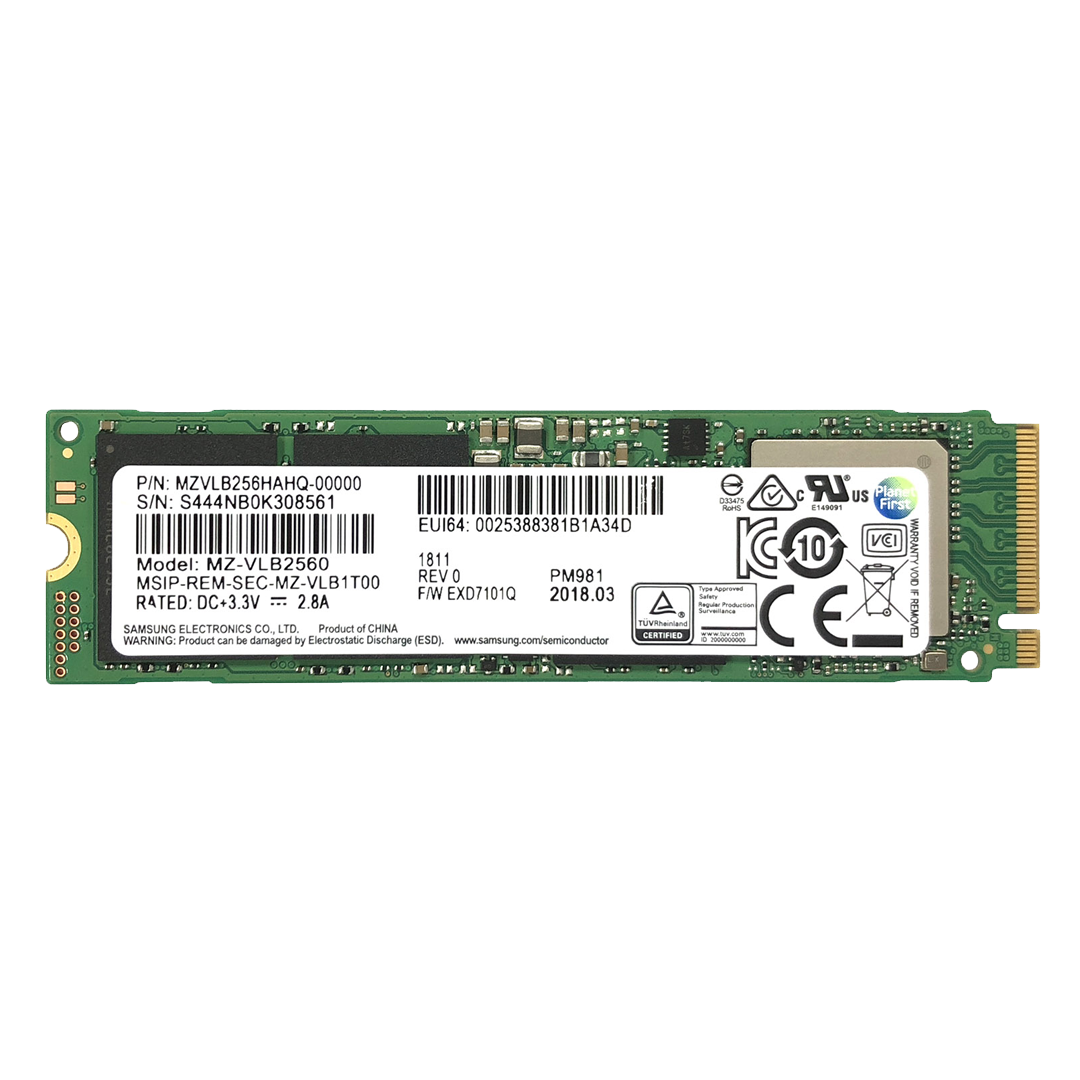 P/N: MZVLB256HAHQ-00000
S/N: S444NB0K308561
Model: MZ-VLB2560
MSIP-REM-SEC-MZ-VLB1T00
RATED: DC+3.3V ⎓ 2.8A
SAMSUNG ELECTRONICS CO., LTD. Product of CHINA
WARNING: Product can be damaged by Electrostatic Discharge (ESD). www.samsung.com/semiconductor
EUI64: 0025388381B1A34D
1811
REV 0 PM981
F/W EXD7101Q 2018.03
D33475
RoHS
c RU® US
E149091
Planet
First
10
VCI
TÜVRheinland®
CERTIFIED
Type Approved
Safety
Regular Production
Surveillance
www.tuv.com
ID 2000000000
CE
WARRANTY VOID IF REMOVED